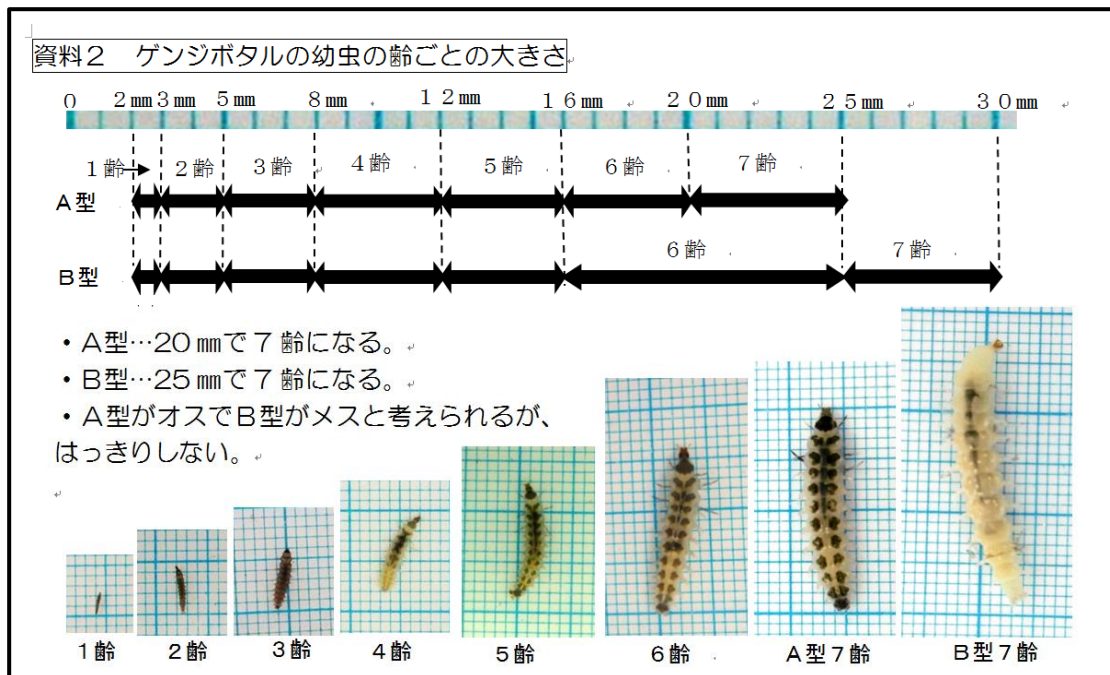 資料2　ゲンジボタルの幼虫の齢ごとの大きさ
0　2㎜3㎜　5㎜　8㎜　12㎜　16㎜　20㎜　25㎜　30㎜
1齢　2齢　3齢　4齢　5齢　6齢　7齢
A型
6齢　7齢
B型
・A型…20㎜で7齢になる。
・B型…25㎜で7齢になる。
・A型がオスでB型がメスと考えられるが、
はっきりしない。
1齢　2齢　3齢　4齢　5齢　6齢　A型7齢　B型7齢